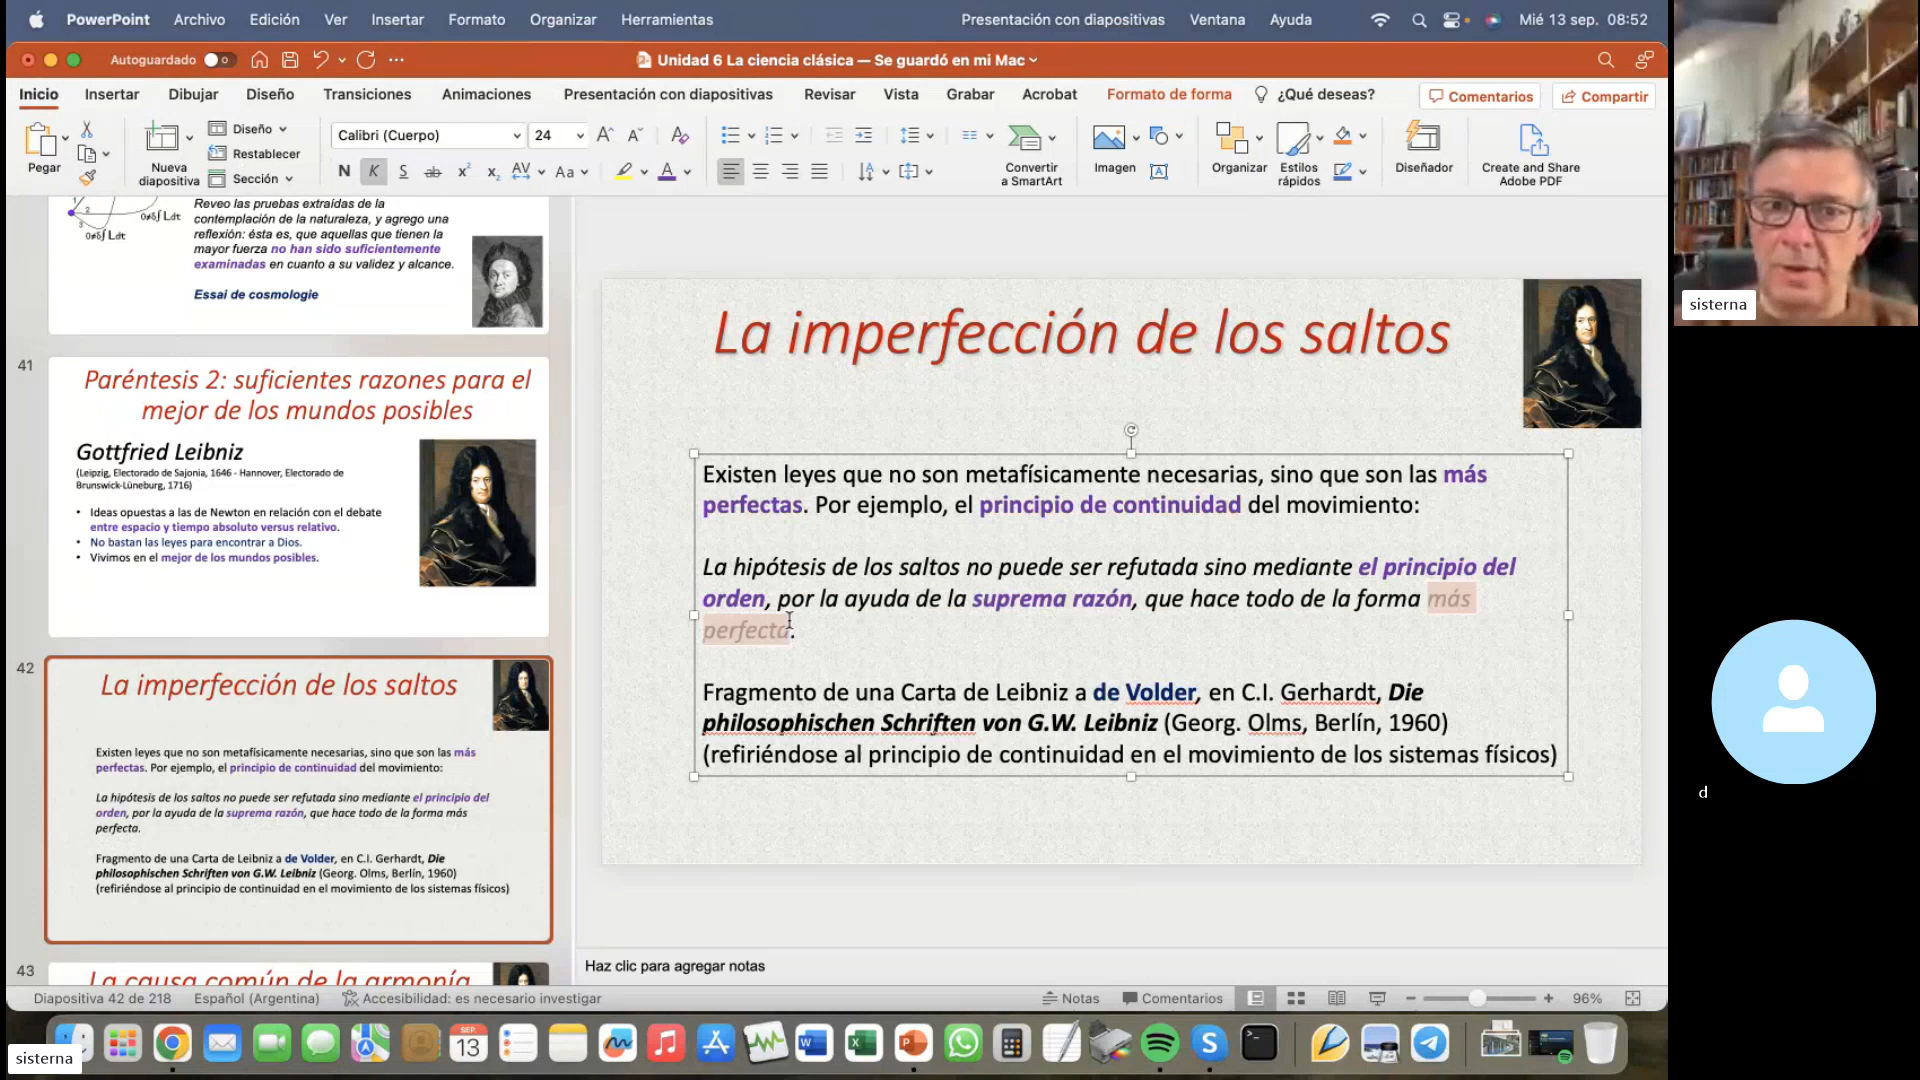 PowerPoint Archivo Edición Ver Insertar Formato Organizar Herramientas Presentación con diapositivas Ventana Ayuda Mié 13 sep. 08:52
Autoguardado Unidad 6 La ciencia clásica — Se guardó en mi Mac
Inicio Insertar Dibujar Diseño Transiciones Animaciones Presentación con diapositivas Revisar Vista Grabar Acrobat Formato de forma ¿Qué deseas? Comentarios Compartir
Pegar
Nueva diapositiva
Diseño
Restablecer
Sección
Calibri (Cuerpo) 24
N K S ab x² x₂ AV Aa A
Convertir a SmartArt
Imagen
Organizar
Estilos rápidos
Diseñador
Create and Share Adobe PDF
1
2
3
0≠δ∫Ldt
0≠δ∫Ldt
Reveo las pruebas extraídas de la
contemplación de la naturaleza, y agrego una
reflexión: ésta es, que aquellas que tienen la
mayor fuerza no han sido suficientemente
examinadas en cuanto a su validez y alcance.
Essai de cosmologie
41
Paréntesis 2: suficientes razones para el
mejor de los mundos posibles
Gottfried Leibniz
(Leipzig, Electorado de Sajonia, 1646 - Hannover, Electorado de
Brunswick-Lüneburg, 1716)
• Ideas opuestas a las de Newton en relación con el debate
entre espacio y tiempo absoluto versus relativo.
• No bastan las leyes para encontrar a Dios.
• Vivimos en el mejor de los mundos posibles.
42
La imperfección de los saltos
Existen leyes que no son metafísicamente necesarias, sino que son las más
perfectas. Por ejemplo, el principio de continuidad del movimiento:
La hipótesis de los saltos no puede ser refutada sino mediante el principio del
orden, por la ayuda de la suprema razón, que hace todo de la forma más
perfecta.
Fragmento de una Carta de Leibniz a de Volder, en C.I. Gerhardt, Die
philosophischen Schriften von G.W. Leibniz (Georg. Olms, Berlín, 1960)
(refiriéndose al principio de continuidad en el movimiento de los sistemas físicos)
43
La causa común de la armonía
La imperfección de los saltos
Existen leyes que no son metafísicamente necesarias, sino que son las más
perfectas. Por ejemplo, el principio de continuidad del movimiento:
La hipótesis de los saltos no puede ser refutada sino mediante el principio del
orden, por la ayuda de la suprema razón, que hace todo de la forma más
perfecta.
Fragmento de una Carta de Leibniz a de Volder, en C.I. Gerhardt, Die
philosophischen Schriften von G.W. Leibniz (Georg. Olms, Berlín, 1960)
(refiriéndose al principio de continuidad en el movimiento de los sistemas físicos)
Haz clic para agregar notas
Diapositiva 42 de 218 Español (Argentina) Accesibilidad: es necesario investigar Notas Comentarios 96%
SEP.
13
sisterna
sisterna
d